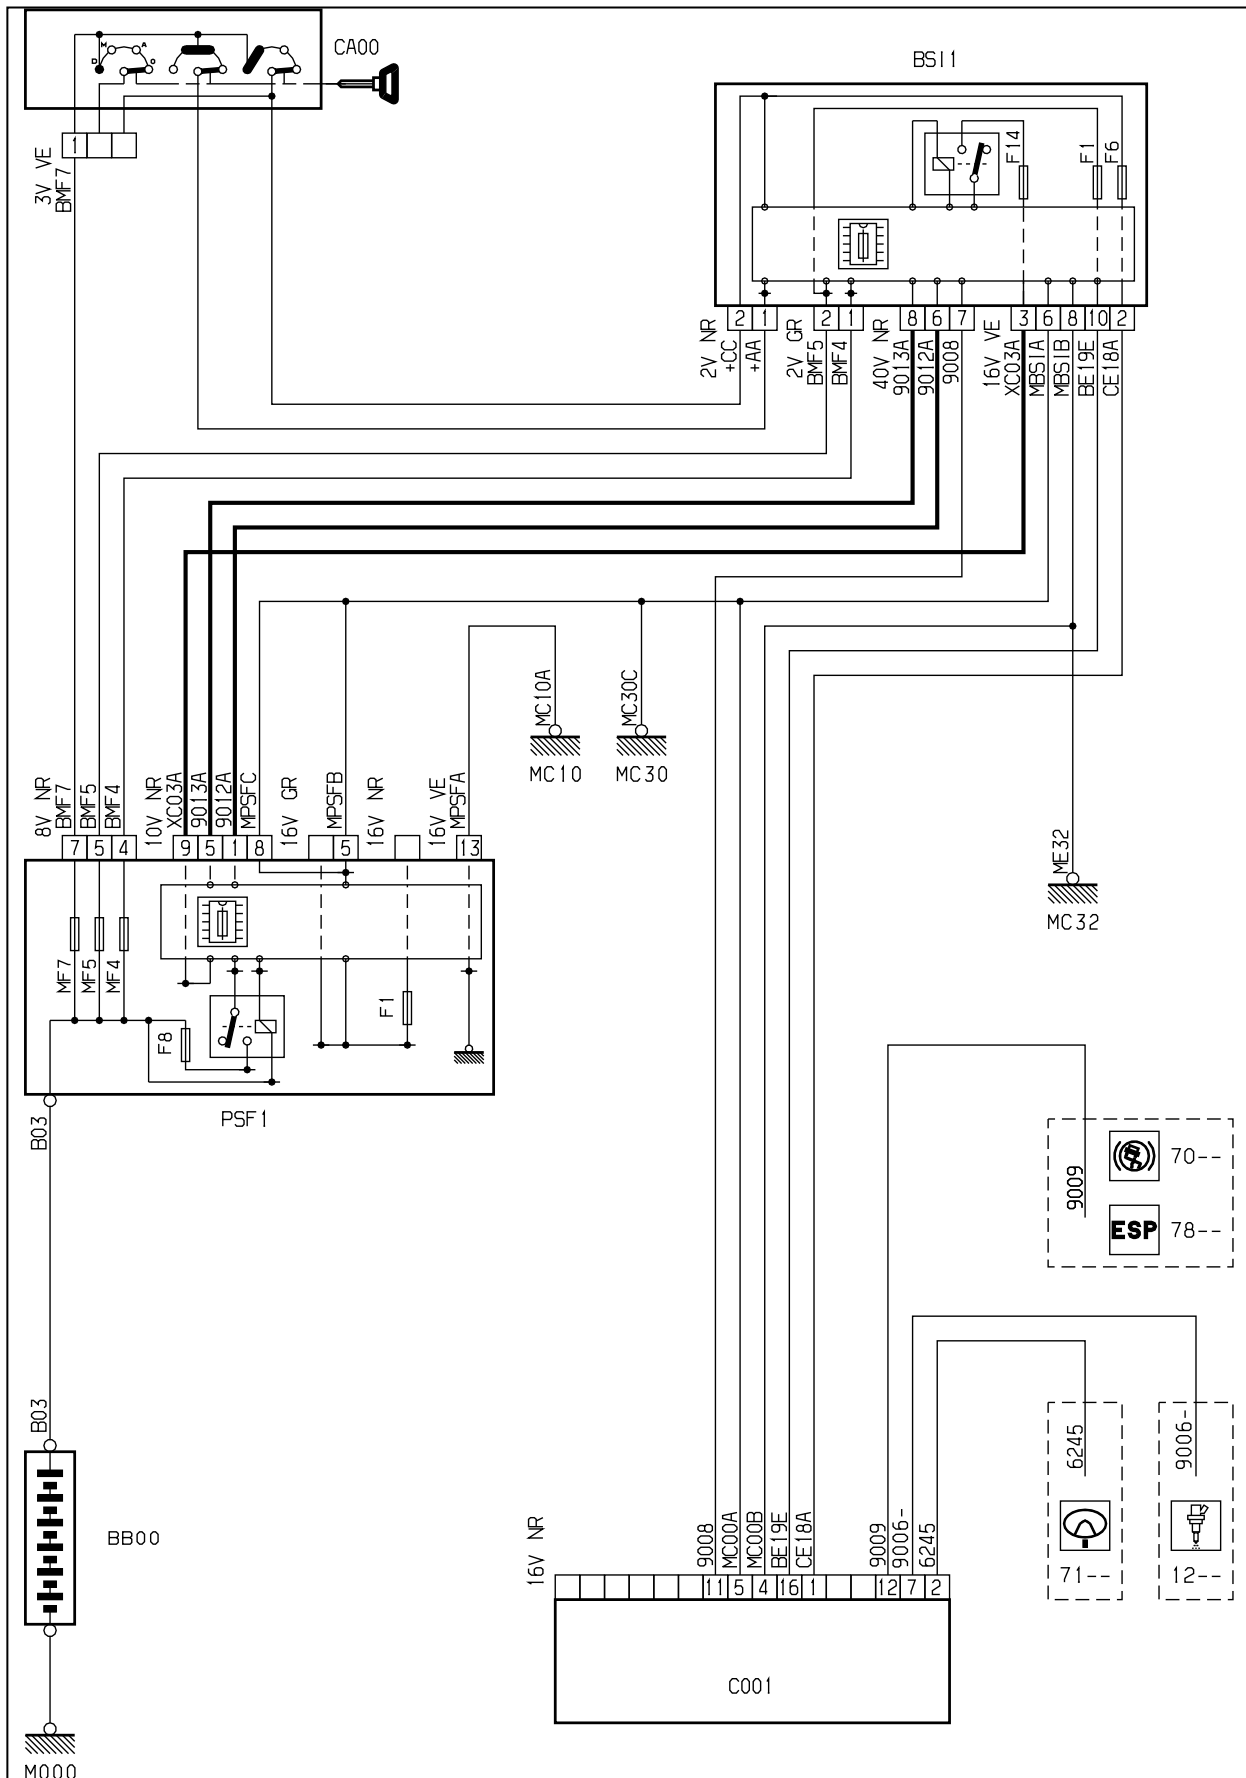 CA00
M A
D O
1
3V VE
BMF7
BSI1
F14
F1
F6
2 1 2 1 8 6 7 3 6 8 10 2
2V NR
+CC
+AA
2V GR
BMF5
BMF4
40V NR
9013A
9012A
9008
16V VE
XC03A
MBSIA
MBSIB
BE19E
CE18A
MC10A
MC30C
MC10
MC30
8V NR
BMF7
BMF5
BMF4
10V NR
XC03A
9013A
9012A
MPSFC
16V GR
MPSFB
16V NR
16V VE
MPSFA
7 5 4 9 5 1 8 5 13
ME32
MC32
MF7
MF5
MF4
F8
F1
PSF1
B03
9009
70--
ESP
78--
B03
BB00
6245
9006-
71--
12--
16V NR
9008
MC00A
MC00B
BE19E
CE18A
9009
9006-
6245
11 5 4 16 1 12 7 2
C001
M000